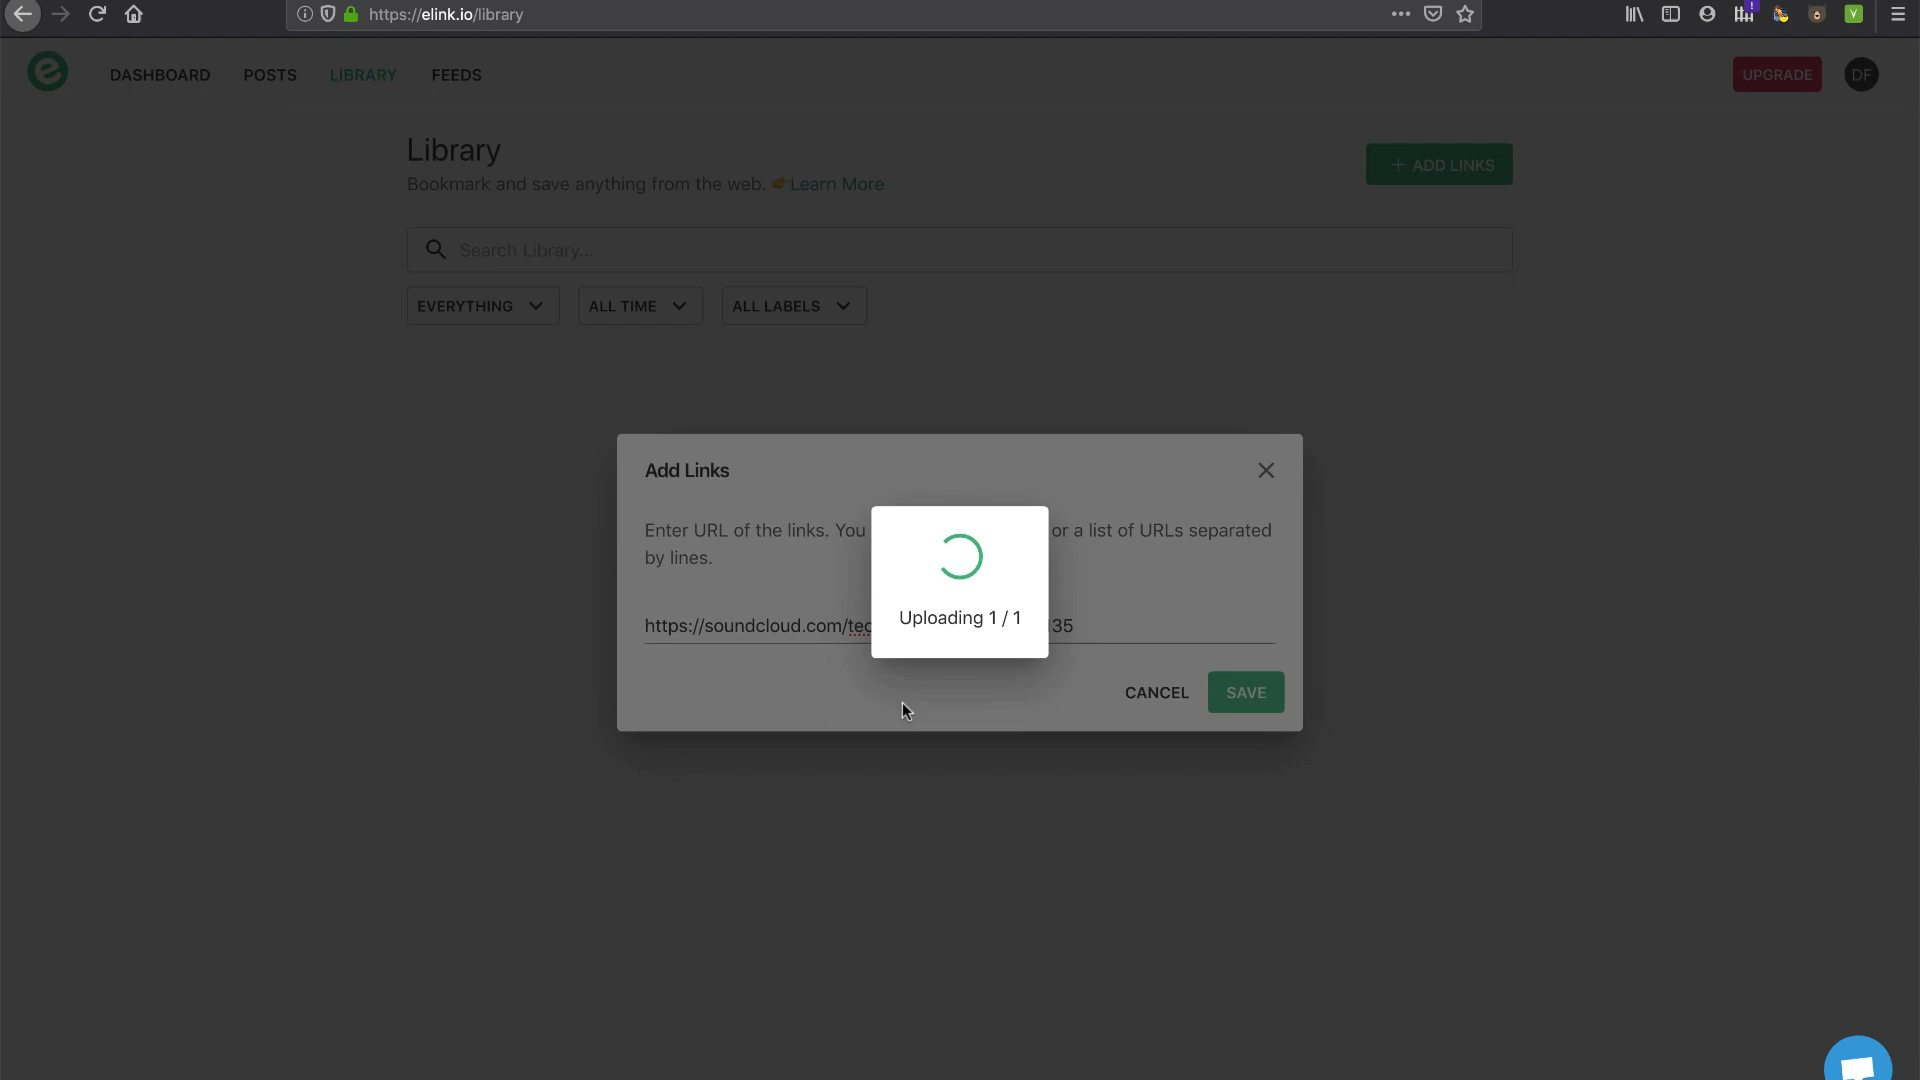 https://elink.io/library
DASHBOARD POSTS LIBRARY FEEDS
UPGRADE DF
Library
Bookmark and save anything from the web. Learn More
+ ADD LINKS
Search Library...
EVERYTHING ALL TIME ALL LABELS
Add Links
Enter URL of the links. You or a list of URLs separated
by lines.
Uploading 1 / 1
https://soundcloud.com/tec 35
CANCEL SAVE